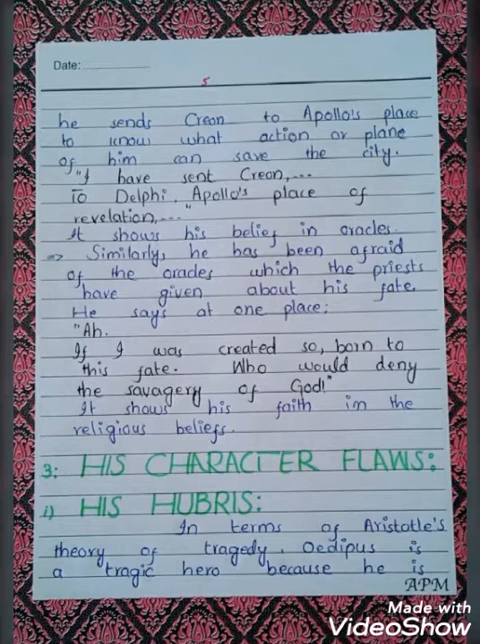 Date:
5
he sends Creon to Apollo's place
to know what action or plane
of him can save the city.
"I have sent Creon,...
To Delphi, Apollo's place of
revelation,..."
It shows his belief in oracles.
=> Similarly, he has been afraid
of the oracles which the priests
have given about his fate.
He says at one place:
"Ah.
If I was created so, born to
this fate. Who would deny
the savagery of God!"
It shows his faith in the
religious beliefs.
3: HIS CHARACTER FLAWS:
i) HIS HUBRIS:
In terms of Aristotle's
theory of tragedy, Oedipus is
a tragic hero because he is
APM
Made with
VideoShow